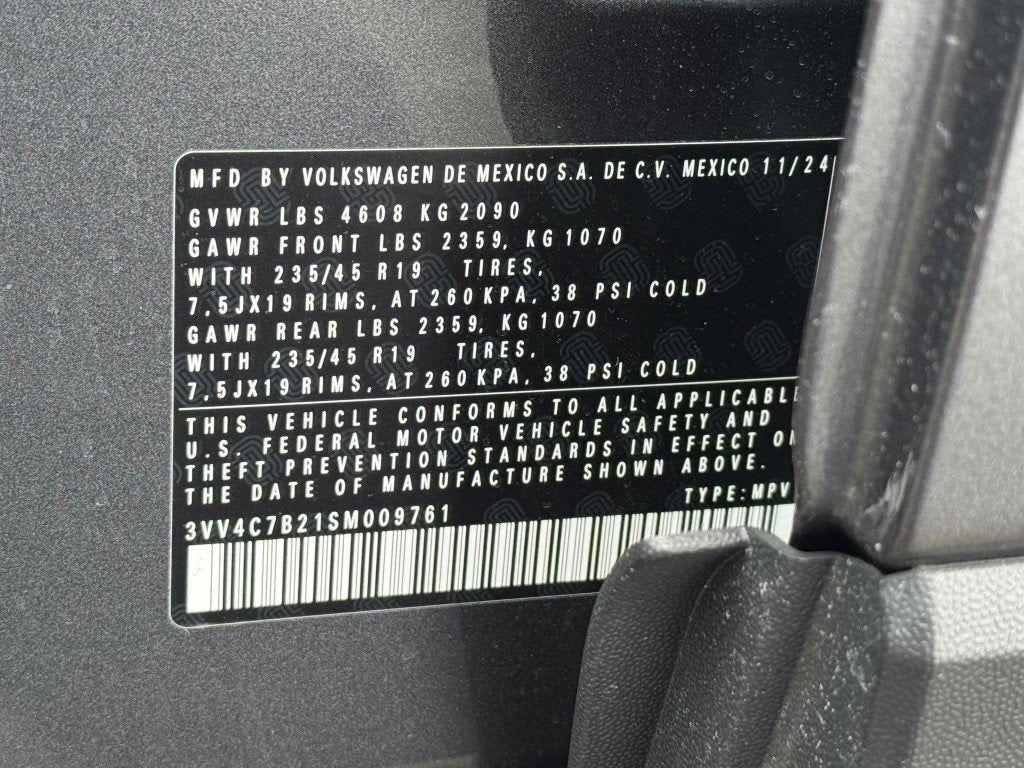 MFD BY VOLKSWAGEN DE MEXICO S.A. DE C.V. MEXICO 11/24
GVWR LBS 4608 KG 2090
GAWR FRONT LBS 2359, KG 1070
WITH 235/45 R19 TIRES,
7,5JX19 RIMS, AT 260 KPA, 38 PSI COLD
GAWR REAR LBS 2359, KG 1070
WITH 235/45 R19 TIRES,
7,5JX19 RIMS, AT 260 KPA, 38 PSI COLD
THIS VEHICLE CONFORMS TO ALL APPLICABL
U.S. FEDERAL MOTOR VEHICLE SAFETY AND
THEFT PREVENTION STANDARDS IN EFFECT O
THE DATE OF MANUFACTURE SHOWN ABOVE.
TYPE: MPV
3VV4C7B21SM009761